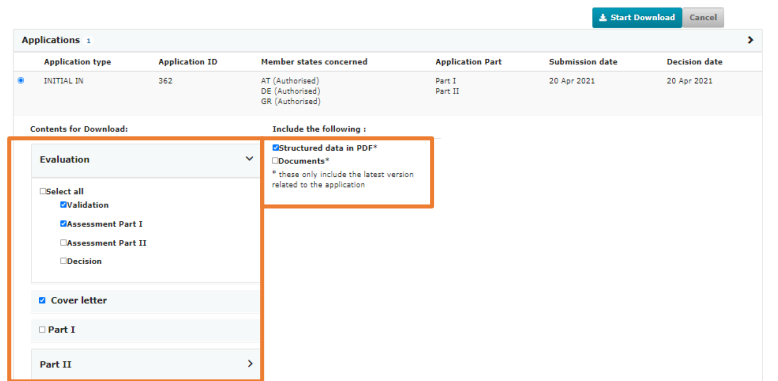 Start Download Cancel
Applications 1
Application type Application ID Member states concerned Application Part Submission date Decision date
INITIAL IN 362 AT (Authorised) Part I 20 Apr 2021 20 Apr 2021
DE (Authorised) Part II
GR (Authorised)
Contents for Download: Include the following :
Evaluation
Structured data in PDF*
Documents*
* these only include the latest version
related to the application
Select all
Validation
Assessment Part I
Assessment Part II
Decision
Cover letter
Part I
Part II